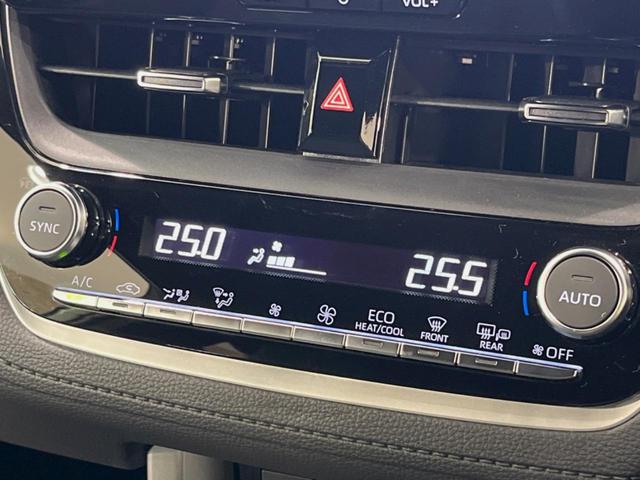 VOL+
SYNC
25.0
25.5
AUTO
A/C
ECO
HEAT/COOL
FRONT
REAR
OFF